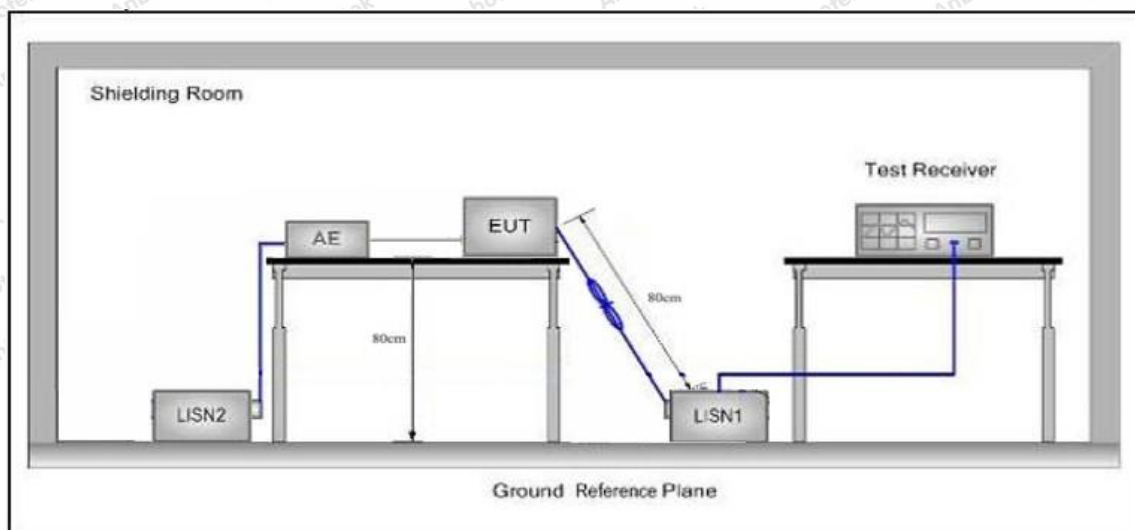 Shielding Room
Test Receiver
EUT
AE
80cm
80cm
LISN2
LISN1
Ground Reference Plane